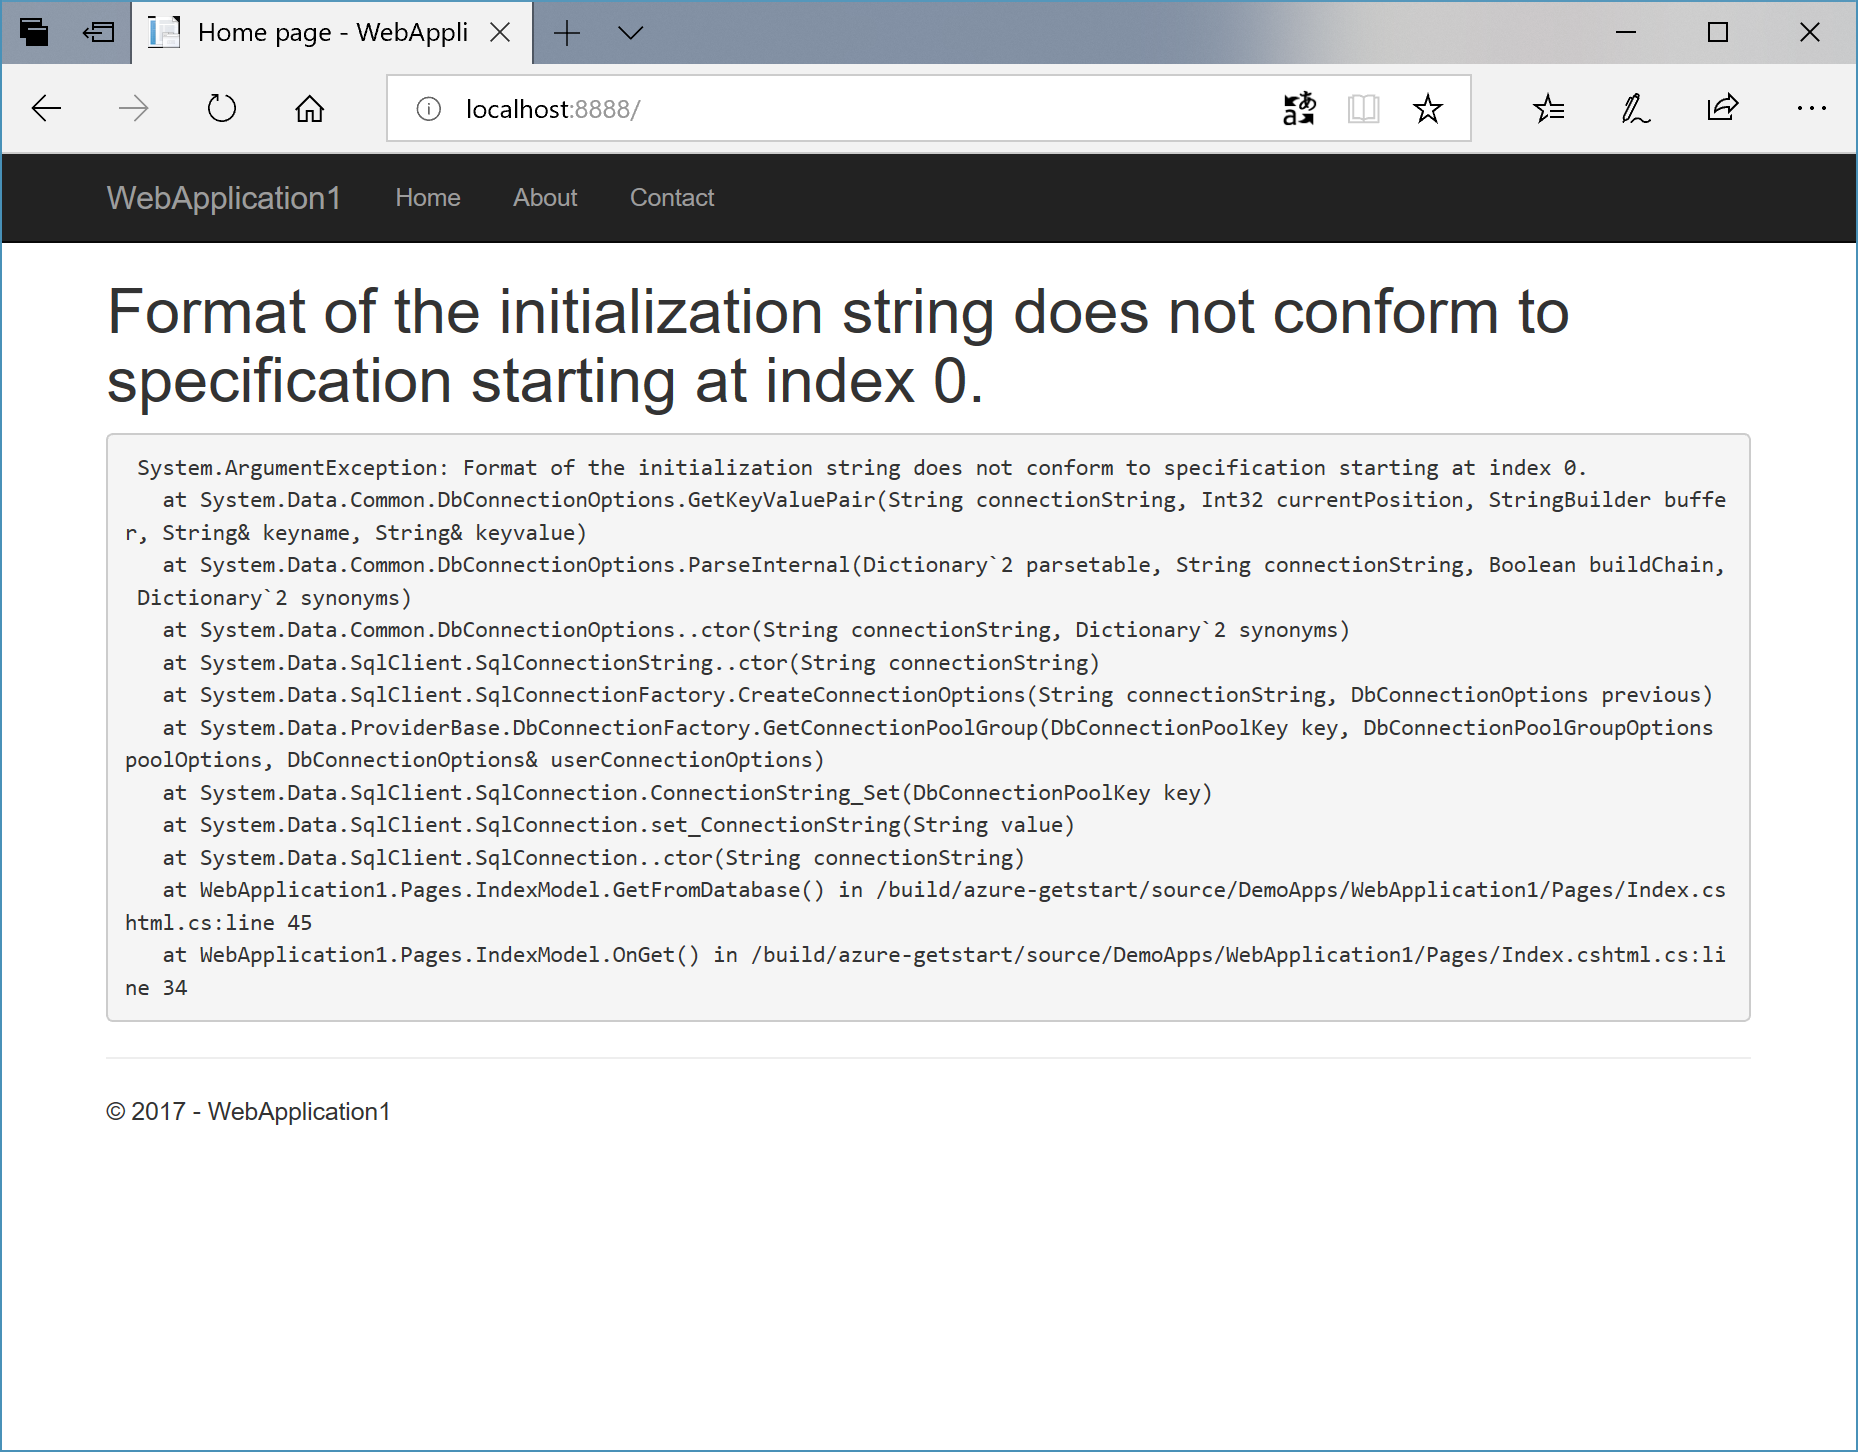 Home page - WebAppli
localhost:8888/
WebApplication1 Home About Contact
Format of the initialization string does not conform to
specification starting at index 0.
System.ArgumentException: Format of the initialization string does not conform to specification starting at index 0.
at System.Data.Common.DbConnectionOptions.GetKeyValuePair(String connectionString, Int32 currentPosition, StringBuilder buffe
r, String& keyname, String& keyvalue)
at System.Data.Common.DbConnectionOptions.ParseInternal(Dictionary`2 parsetable, String connectionString, Boolean buildChain,
Dictionary`2 synonyms)
at System.Data.Common.DbConnectionOptions..ctor(String connectionString, Dictionary`2 synonyms)
at System.Data.SqlClient.SqlConnectionString..ctor(String connectionString)
at System.Data.SqlClient.SqlConnectionFactory.CreateConnectionOptions(String connectionString, DbConnectionOptions previous)
at System.Data.ProviderBase.DbConnectionFactory.GetConnectionPoolGroup(DbConnectionPoolKey key, DbConnectionPoolGroupOptions
poolOptions, DbConnectionOptions& userConnectionOptions)
at System.Data.SqlClient.SqlConnection.ConnectionString_Set(DbConnectionPoolKey key)
at System.Data.SqlClient.SqlConnection.set_ConnectionString(String value)
at System.Data.SqlClient.SqlConnection..ctor(String connectionString)
at WebApplication1.Pages.IndexModel.GetFromDatabase() in /build/azure-getstart/source/DemoApps/WebApplication1/Pages/Index.cs
html.cs:line 45
at WebApplication1.Pages.IndexModel.OnGet() in /build/azure-getstart/source/DemoApps/WebApplication1/Pages/Index.cshtml.cs:li
ne 34
© 2017 - WebApplication1